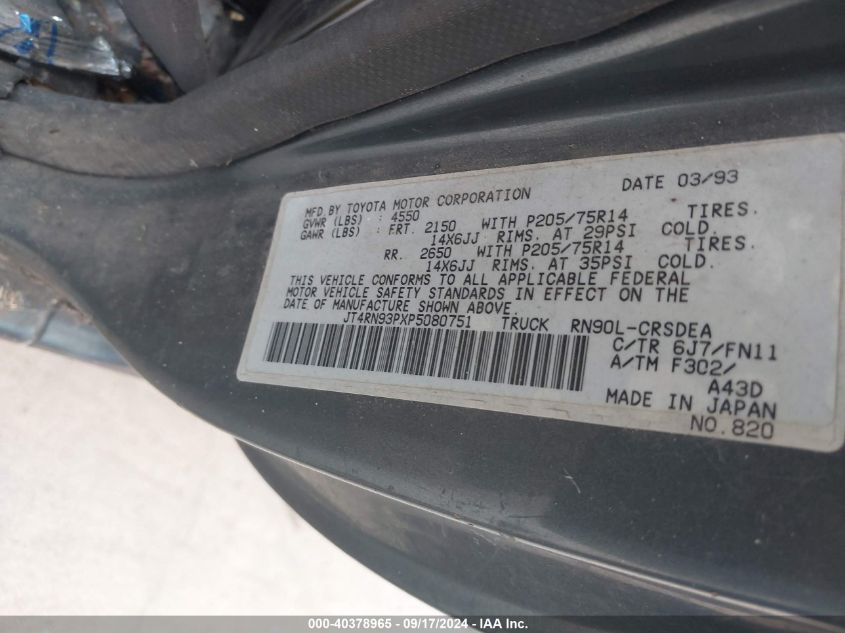 MFD BY TOYOTA MOTOR CORPORATION DATE 03/93
GVWR (LBS) : 4550
GAWR (LBS) : FRT. 2150 WITH P205/75R14 TIRES.
14X6JJ RIMS. AT 29PSI COLD.
RR. 2650 WITH P205/75R14 TIRES.
14X6JJ RIMS. AT 35PSI COLD.
THIS VEHICLE CONFORMS TO ALL APPLICABLE FEDERAL
MOTOR VEHICLE SAFETY STANDARDS IN EFFECT ON THE
DATE OF MANUFACTURE SHOWN ABOVE.
JT4RN93PXP5080751 TRUCK RN90L-CRSDEA
C/TR 6J7/FN11
A/TM F302/
A43D
MADE IN JAPAN
NO.820
000-40378965 - 09/17/2024 - IAA Inc.